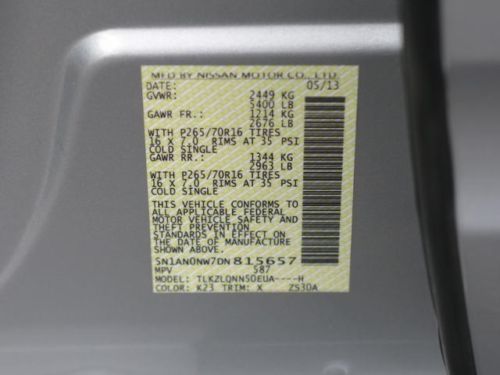 MFD BY NISSAN MOTOR CO., LTD.
DATE: 05/13
GVWR: 2449 KG
5400 LB
GAWR FR.: 1214 KG
2676 LB
WITH P265/70R16 TIRES
16 X 7.0 RIMS AT 35 PSI
COLD SINGLE
GAWR RR.: 1344 KG
2963 LB
WITH P265/70R16 TIRES
16 X 7.0 RIMS AT 35 PSI
COLD SINGLE
THIS VEHICLE CONFORMS TO
ALL APPLICABLE FEDERAL
MOTOR VEHICLE SAFETY AND
THEFT PREVENTION
STANDARDS IN EFFECT ON
THE DATE OF MANUFACTURE
SHOWN ABOVE.
5N1AN0NW7DN815657
MPV 587
MODEL: TLKZLQNN50EUA----H
COLOR: K23 TRIM: X ZS30A